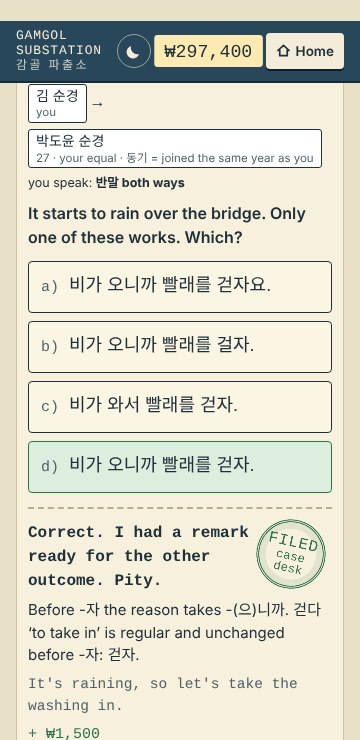 GAMGOL
SUBSTATION
감골 파출소
₩297,400
Home
김 순경
you
→
박도윤 순경
27 · your equal · 동기 = joined the same year as you
you speak: 반말 both ways
It starts to rain over the bridge. Only
one of these works. Which?
a) 비가 오니까 빨래를 걷자요.
b) 비가 오니까 빨래를 걸자.
c) 비가 와서 빨래를 걷자.
d) 비가 오니까 빨래를 걷자.
Correct. I had a remark
ready for the other
outcome. Pity.
FILED
case
desk
Before -자 the reason takes -(으)니까. 걷다
‘to take in’ is regular and unchanged
before -자: 걷자.
It's raining, so let's take the
washing in.
+ ₩1,500